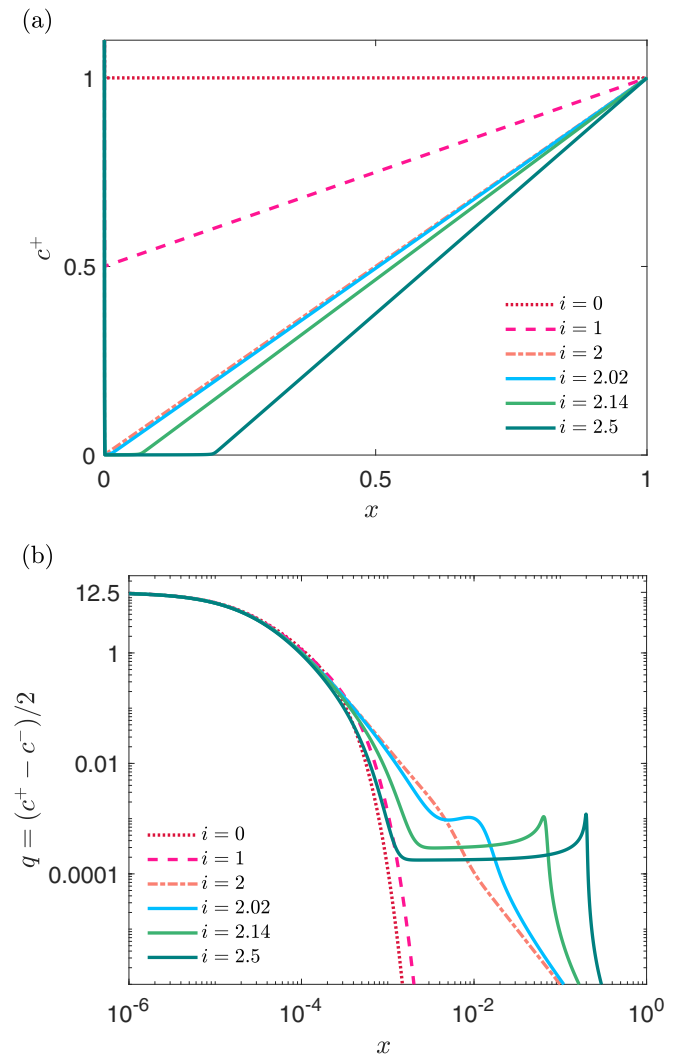 (a)
1
0.5
0
c⁺
0
0.5
1
x
i = 0
i = 1
i = 2
i = 2.02
i = 2.14
i = 2.5
(b)
12.5
1
0.01
0.0001
q = (c⁺ − c⁻)/2
i = 0
i = 1
i = 2
i = 2.02
i = 2.14
i = 2.5
10⁻⁶
10⁻⁴
10⁻²
10⁰
x